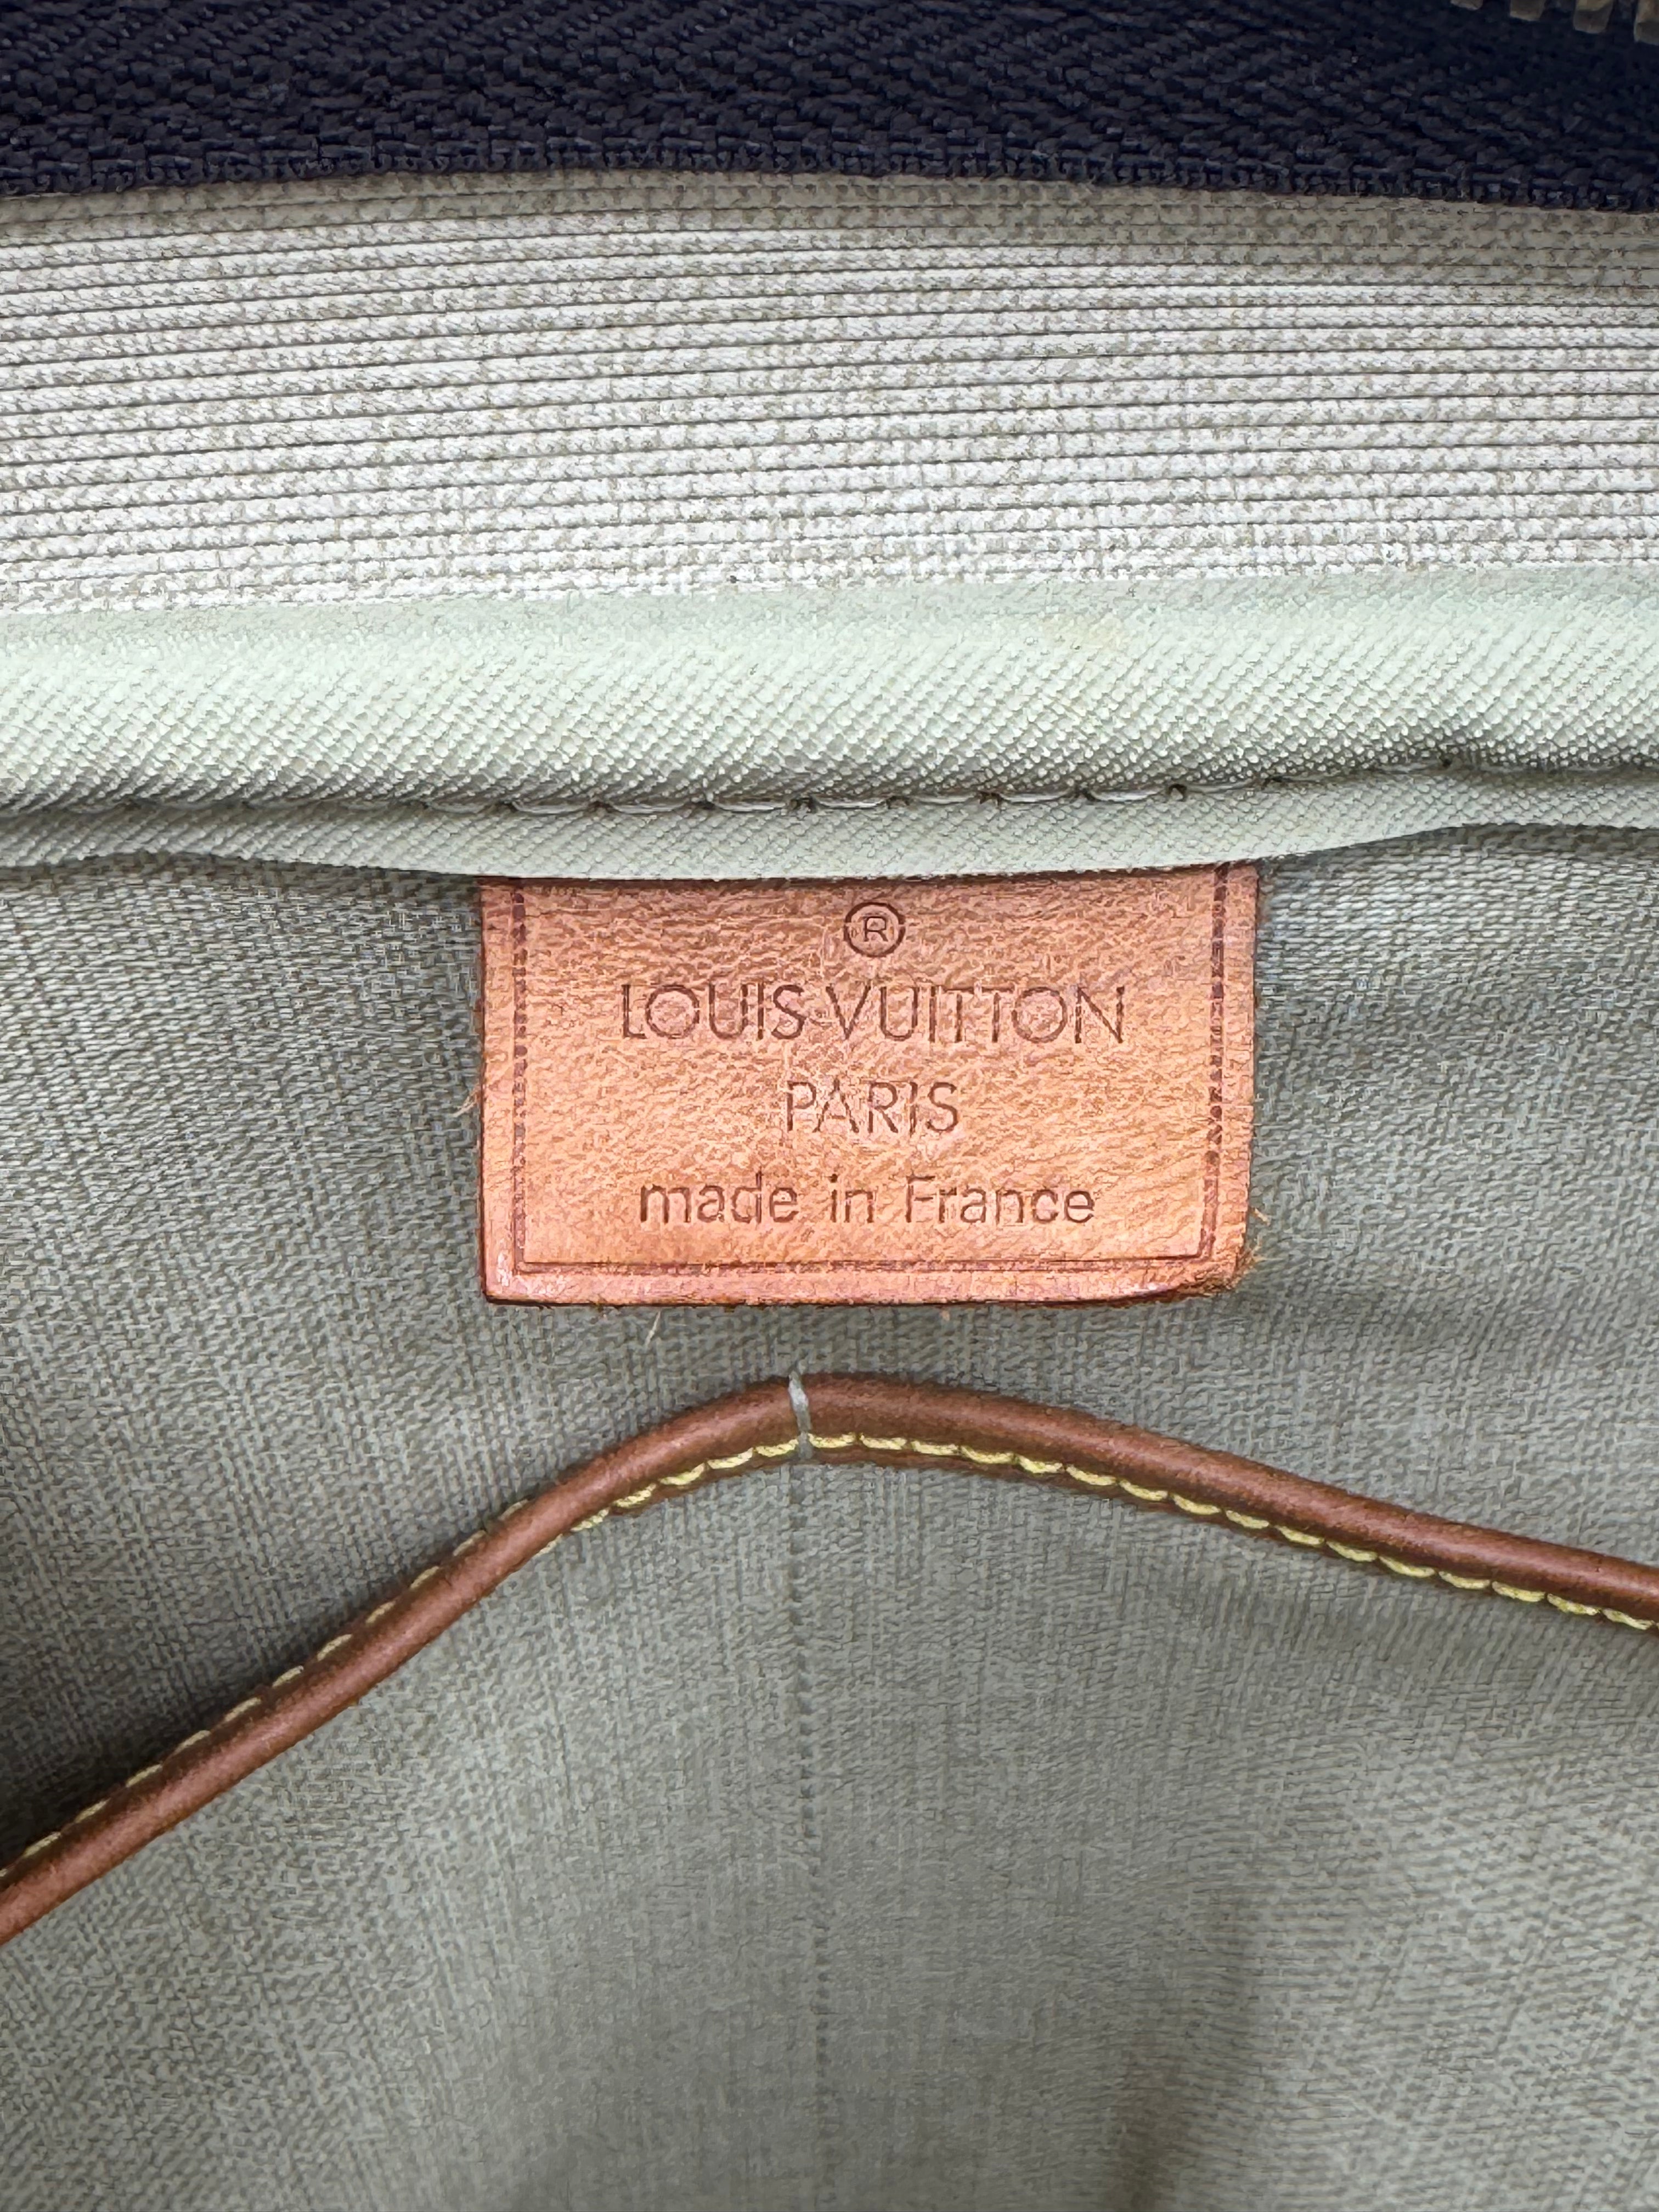 ®
LOUIS VUITTON
PARIS
made in France